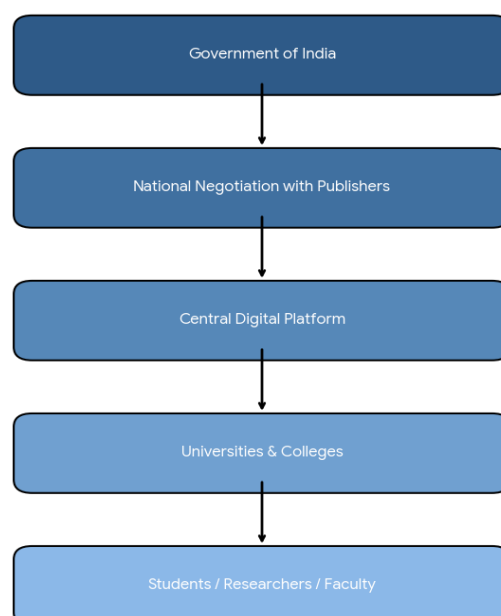 Government of India
National Negotiation with Publishers
Central Digital Platform
Universities & Colleges
Students / Researchers / Faculty